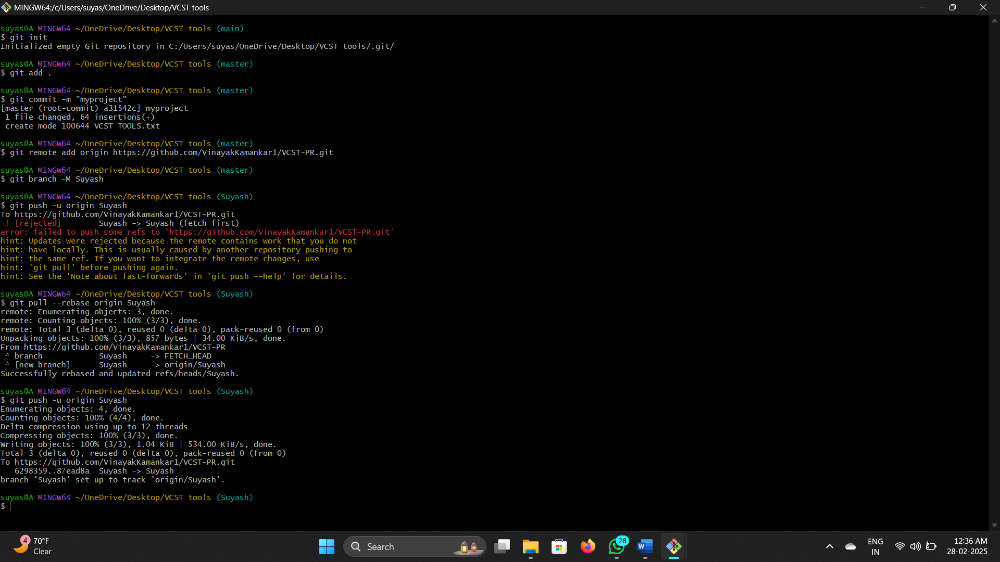 MINGW64:/c/Users/suyas/OneDrive/Desktop/VCST tools
suyas@A MINGW64 ~/OneDrive/Desktop/VCST tools (main)
$ git init
Initialized empty Git repository in C:/Users/suyas/OneDrive/Desktop/VCST tools/.git/
suyas@A MINGW64 ~/OneDrive/Desktop/VCST tools (master)
$ git add .
suyas@A MINGW64 ~/OneDrive/Desktop/VCST tools (master)
$ git commit -m "myproject"
[master (root-commit) a31542c] myproject
 1 file changed, 64 insertions(+)
 create mode 100644 VCST TOOLS.txt
suyas@A MINGW64 ~/OneDrive/Desktop/VCST tools (master)
$ git remote add origin https://github.com/VinayakKamankar1/VCST-PR.git
suyas@A MINGW64 ~/OneDrive/Desktop/VCST tools (master)
$ git branch -M Suyash
suyas@A MINGW64 ~/OneDrive/Desktop/VCST tools (Suyash)
$ git push -u origin Suyash
To https://github.com/VinayakKamankar1/VCST-PR.git
 ! [rejected]        Suyash -> Suyash (fetch first)
error: failed to push some refs to 'https://github.com/VinayakKamankar1/VCST-PR.git'
hint: Updates were rejected because the remote contains work that you do not
hint: have locally. This is usually caused by another repository pushing to
hint: the same ref. If you want to integrate the remote changes, use
hint: 'git pull' before pushing again.
hint: See the 'Note about fast-forwards' in 'git push --help' for details.
suyas@A MINGW64 ~/OneDrive/Desktop/VCST tools (Suyash)
$ git pull --rebase origin Suyash
remote: Enumerating objects: 3, done.
remote: Counting objects: 100% (3/3), done.
remote: Total 3 (delta 0), reused 0 (delta 0), pack-reused 0 (from 0)
Unpacking objects: 100% (3/3), 857 bytes | 34.00 KiB/s, done.
From https://github.com/VinayakKamankar1/VCST-PR
 * branch            Suyash     -> FETCH_HEAD
 * [new branch]      Suyash     -> origin/Suyash
Successfully rebased and updated refs/heads/Suyash.
suyas@A MINGW64 ~/OneDrive/Desktop/VCST tools (Suyash)
$ git push -u origin Suyash
Enumerating objects: 4, done.
Counting objects: 100% (4/4), done.
Delta compression using up to 12 threads
Compressing objects: 100% (3/3), done.
Writing objects: 100% (3/3), 1.04 KiB | 534.00 KiB/s, done.
Total 3 (delta 0), reused 0 (delta 0), pack-reused 0 (from 0)
To https://github.com/VinayakKamankar1/VCST-PR.git
   6298359..87ead8a  Suyash -> Suyash
branch 'Suyash' set up to track 'origin/Suyash'.
suyas@A MINGW64 ~/OneDrive/Desktop/VCST tools (Suyash)
$
4
70°F
Clear
Search
28
W
ENG
IN
12:36 AM
28-02-2025